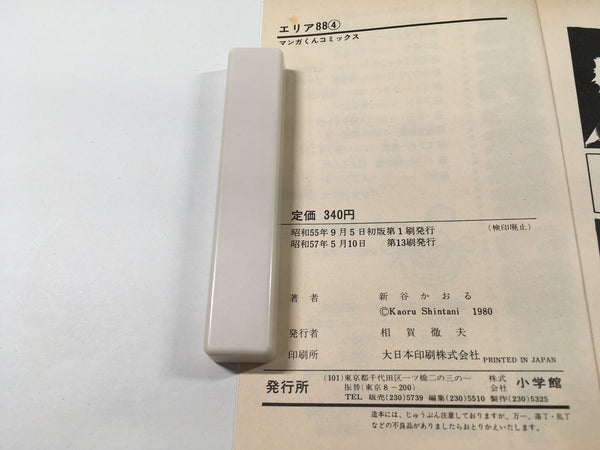 エリア88④
マンガくんコミックス
定価 340円
昭和55年9月5日初版第1刷発行 (検印廃止)
昭和57年5月10日 第13刷発行
著者 新谷かおる
©Kaoru Shintani 1980
発行者 相賀徹夫
印刷所 大日本印刷株式会社 PRINTED IN JAPAN
発行所 (101)東京都千代田区一ツ橋二の三の一 株式会社 小学館
振替(東京8-200)
TEL 販売(230)5739 編集(230)5510 製作(230)5325
造本には、じゅうぶん注意しておりますが、万一、落丁・乱丁
などの不良品がありましたらおとりかえいたします。